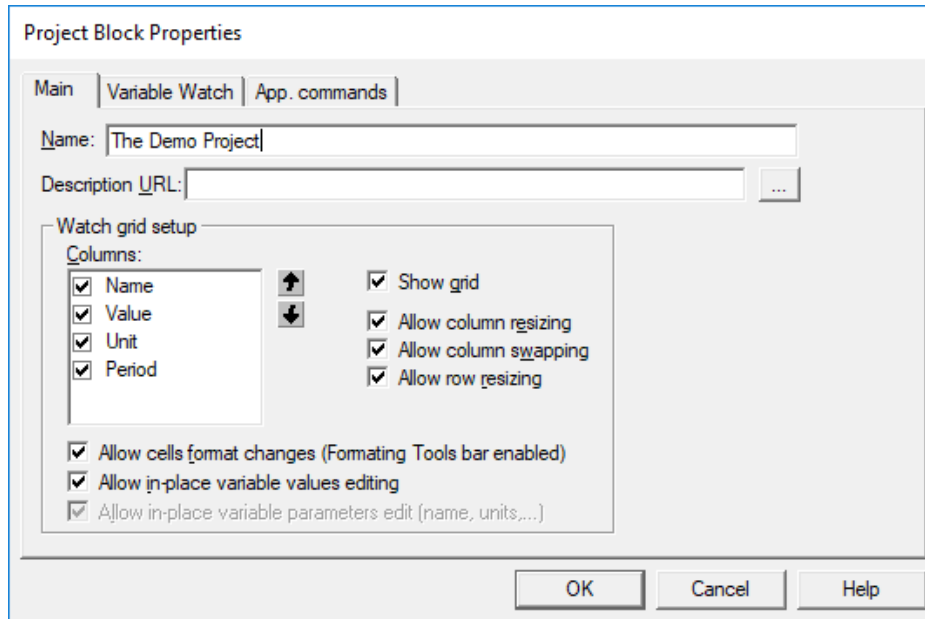 Project Block Properties
Main Variable Watch App. commands
Name: The Demo Project
Description URL: ...
Watch grid setup
Columns:
Name Show grid
Value Allow column resizing
Unit Allow column swapping
Period Allow row resizing
Allow cells format changes (Formating Tools bar enabled)
Allow in-place variable values editing
Allow in-place variable parameters edit (name, units,...)
OK Cancel Help